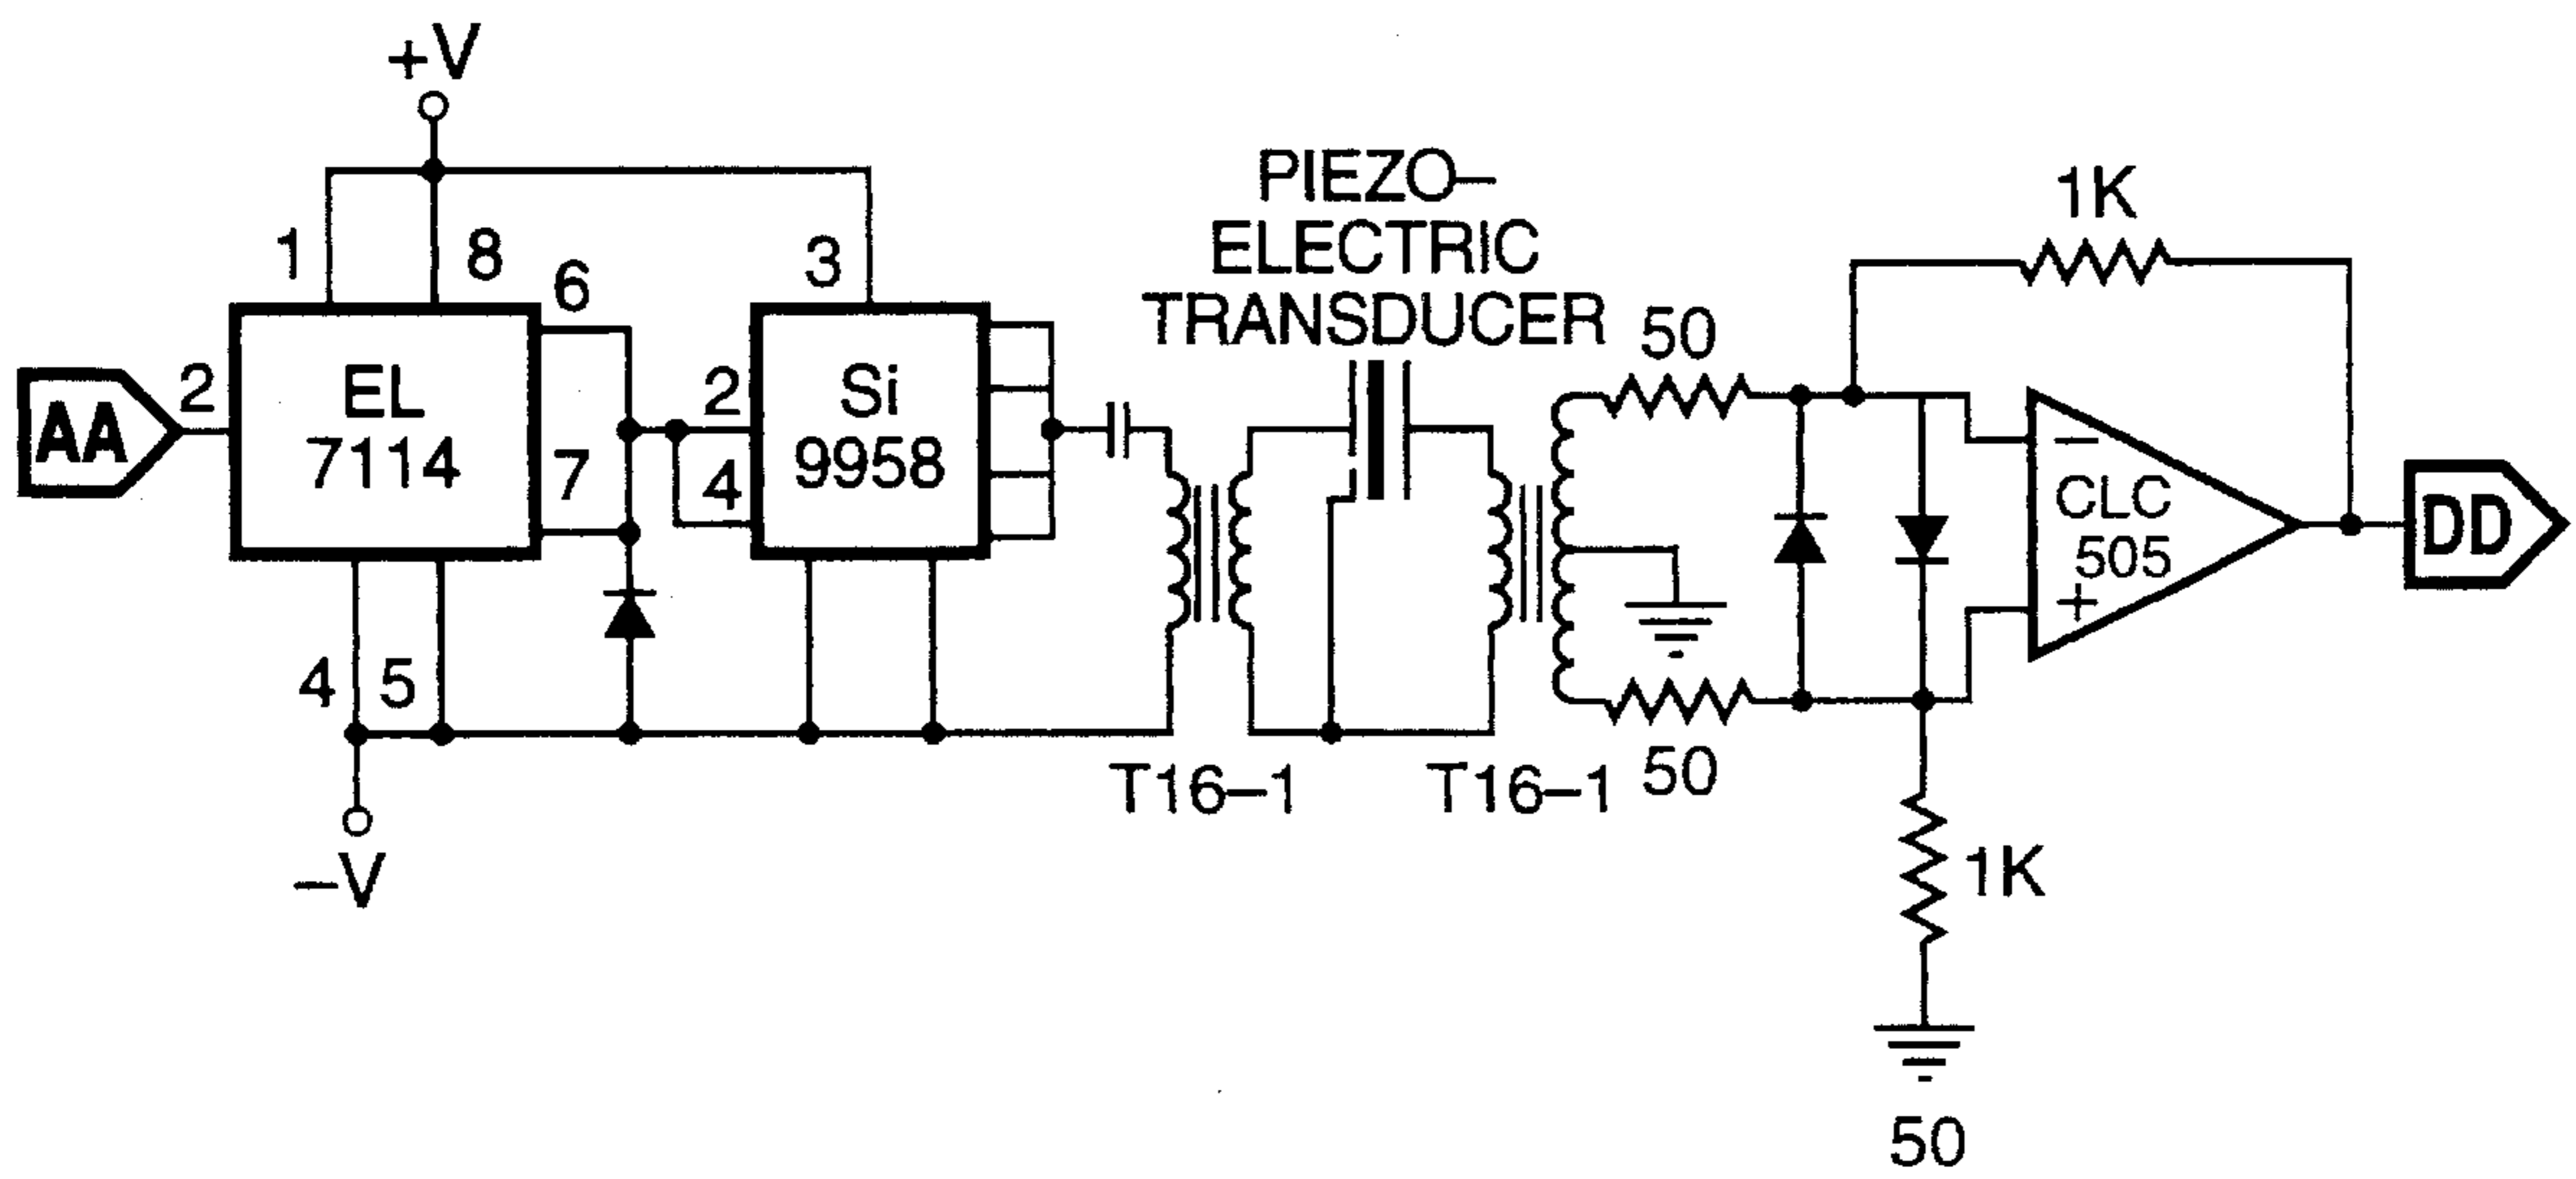 +V
1
8
6
3
PIEZO–
ELECTRIC
TRANSDUCER
1K
50
AA
2
EL
7114
7
2
4
Si
9958
–
CLC
505
+
DD
4
5
T16–1
T16–1
50
–V
1K
50